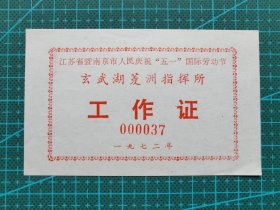 江苏省暨南京市人民庆祝“五一”国际劳动节
玄武湖菱洲指挥所
工作证
000037
一九七二年